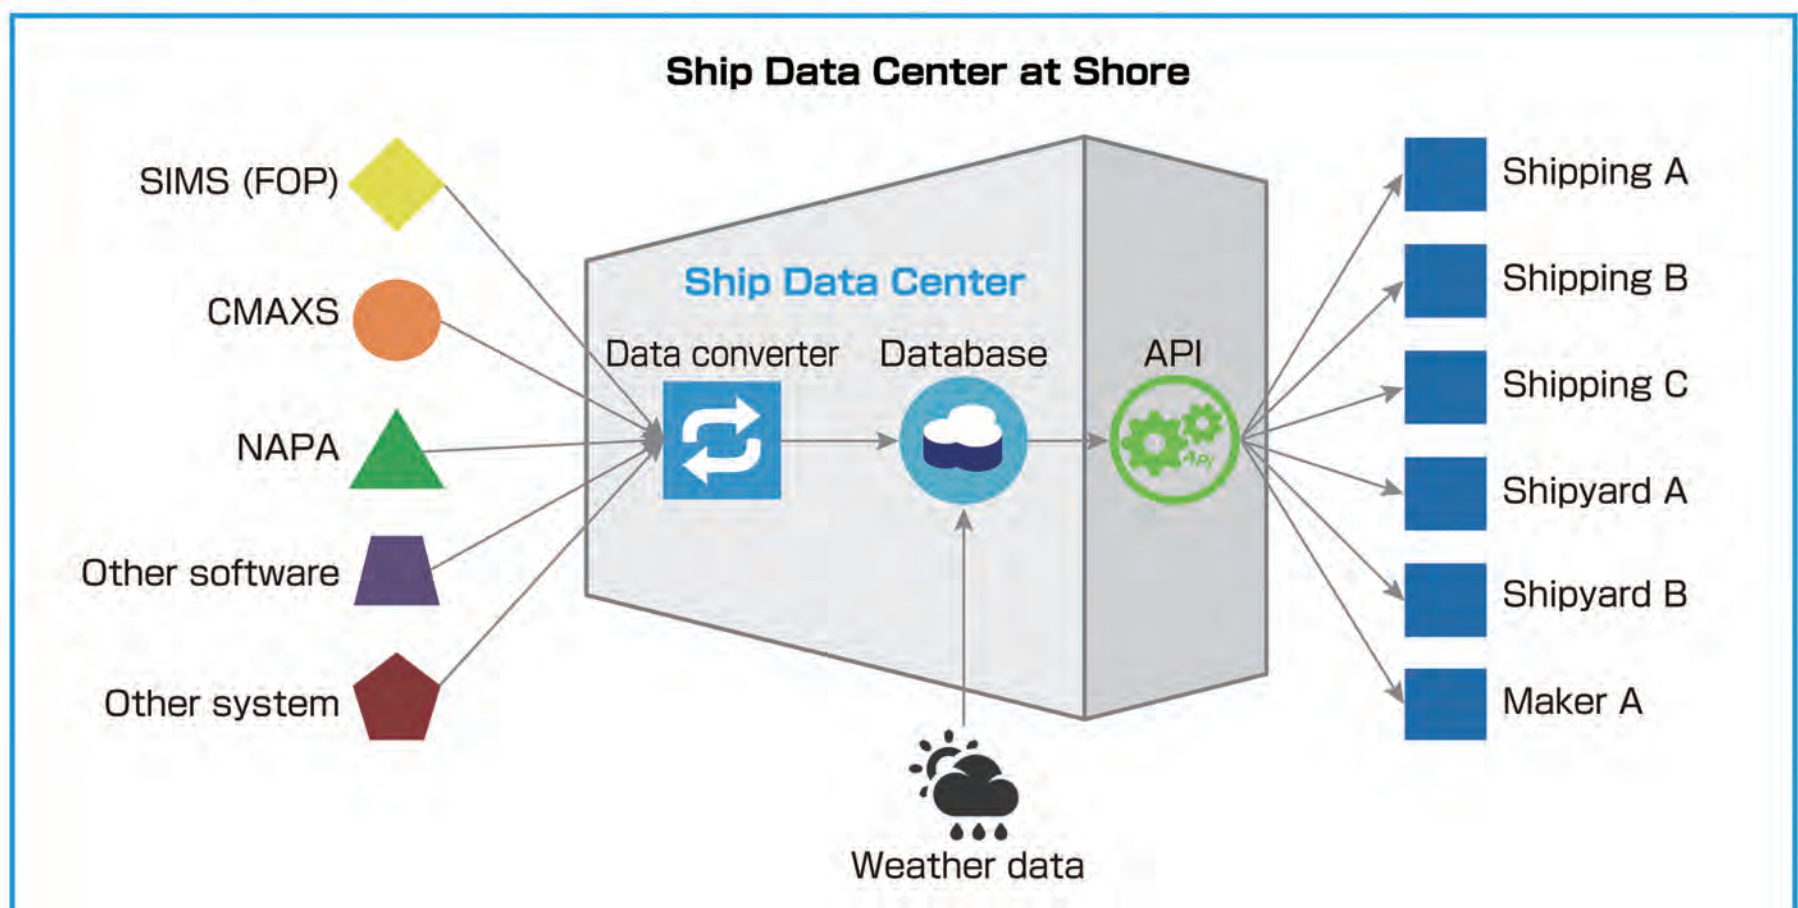 Ship Data Center at Shore
SIMS (FOP)
CMAXS
NAPA
Other software
Other system
Ship Data Center
Data converter
Database
API
API
Weather data
Shipping A
Shipping B
Shipping C
Shipyard A
Shipyard B
Maker A